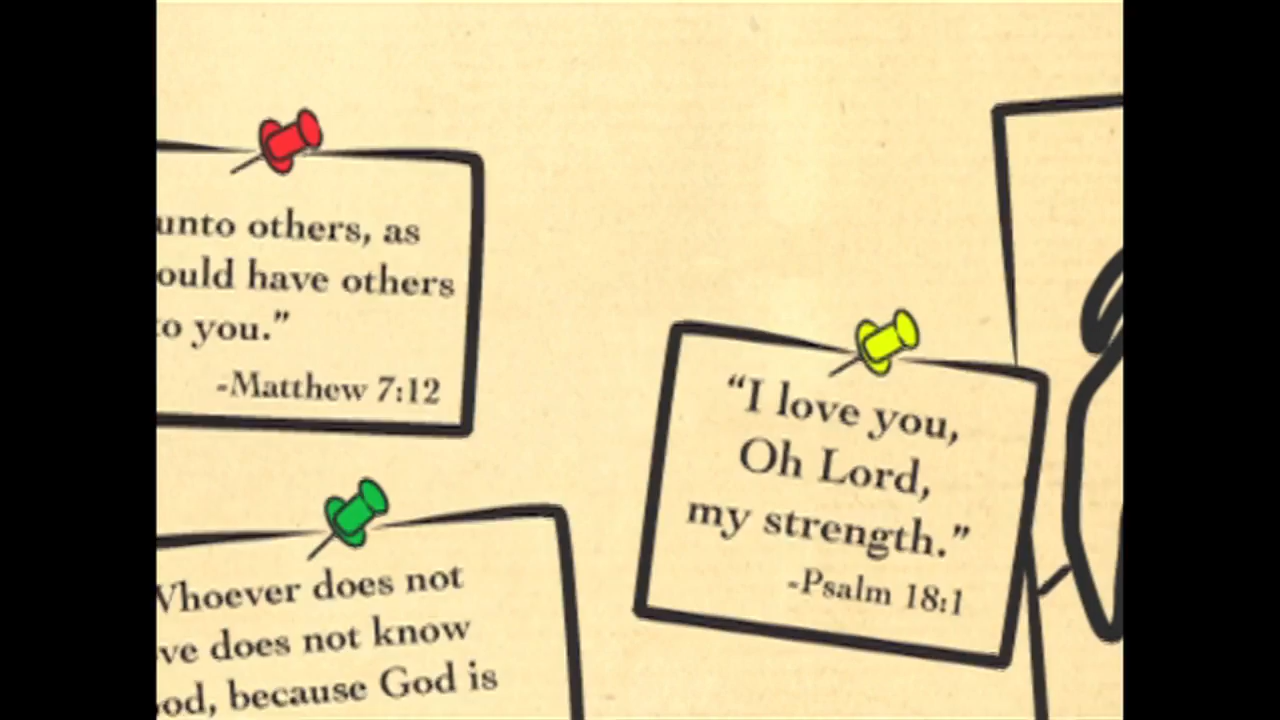 unto others, as
ould have others
to you.”
-Matthew 7:12
“I love you,
Oh Lord,
my strength.”
-Psalm 18:1
Whoever does not
ve does not know
od, because God is